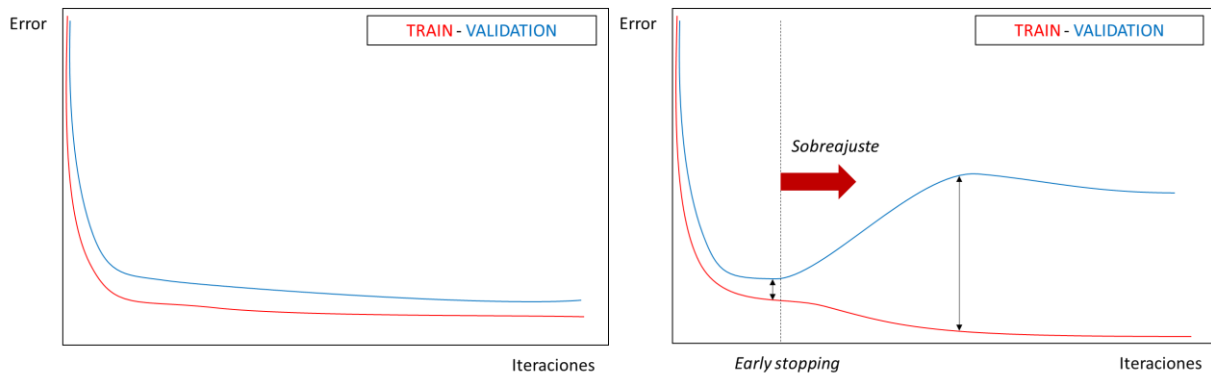 Error
TRAIN - VALIDATION
Iteraciones
Error
TRAIN - VALIDATION
Sobreajuste
Early stopping
Iteraciones